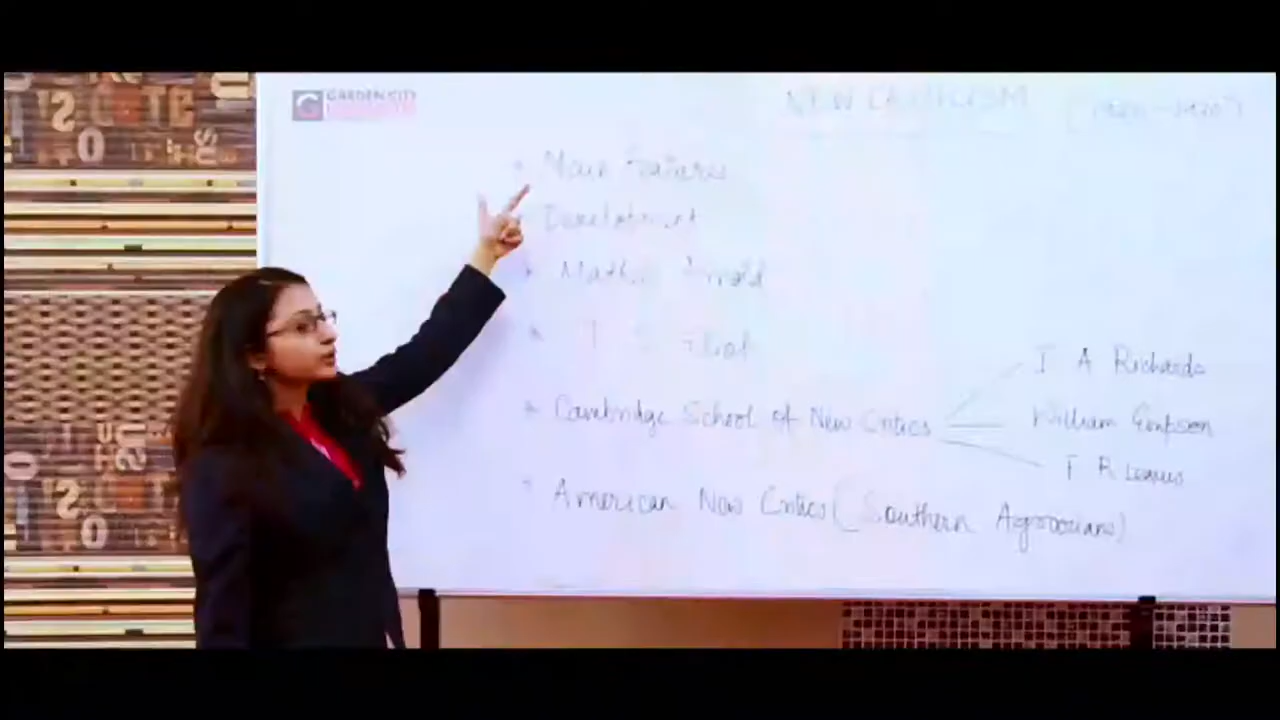 GARDEN CITY
NEW CRITICISM
Main Features
Development
Arnold
T S Eliot
Cambridge School of New Critics
I A Richards
William Empson
F R Leavis
American New Critics (Southern Agrarians)